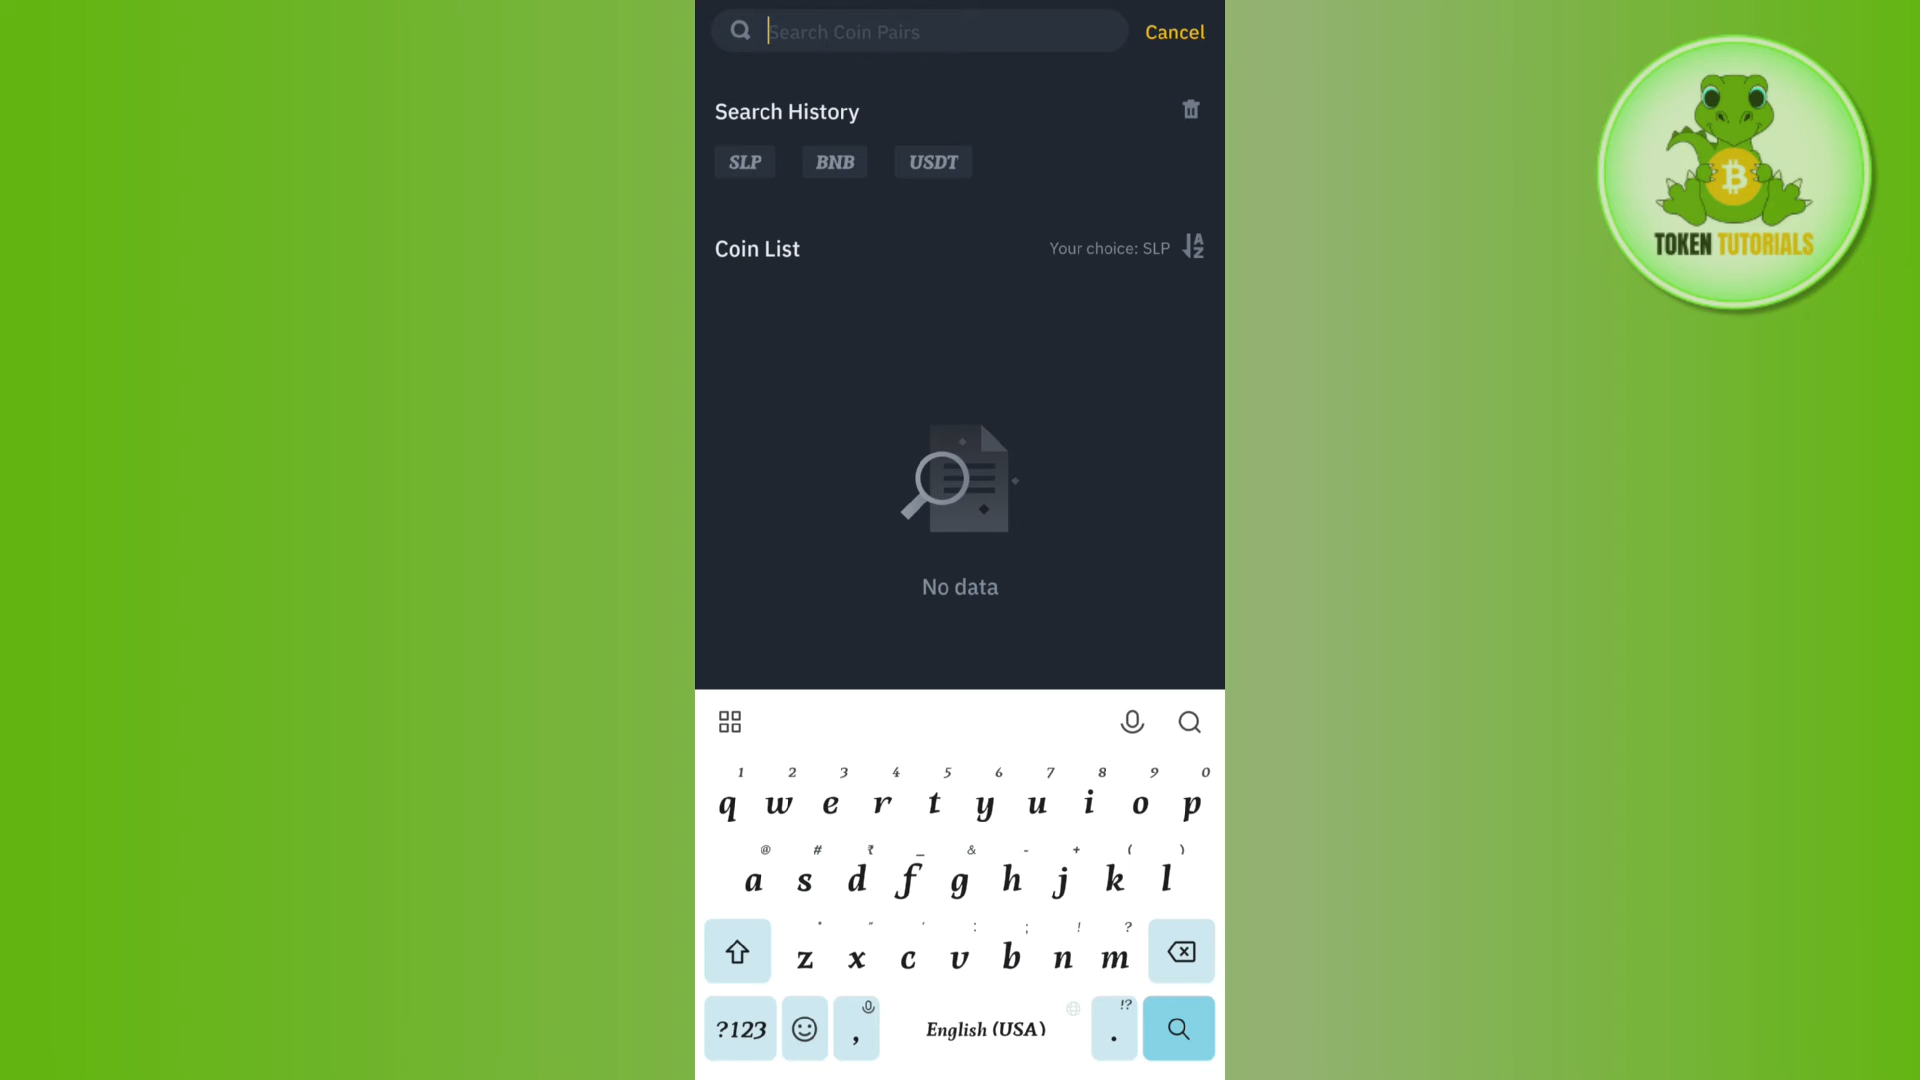 Search Coin Pairs
Cancel
Search History
SLP BNB USDT
Coin List
Your choice: SLP
A
Z
No data
1 2 3 4 5 6 7 8 9 0
q w e r t y u i o p
@ # ₹ _ & - + ( )
a s d f g h j k l
* " ' : ; ! ?
z x c v b n m
?123 , English (USA) . !?
TOKEN TUTORIALS